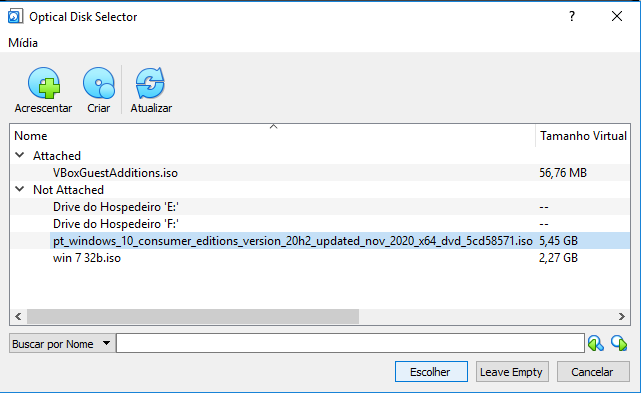 Optical Disk Selector ?
Mídia
Acrescentar Criar Atualizar
Nome Tamanho Virtual
Attached
VBoxGuestAdditions.iso 56,76 MB
Not Attached
Drive do Hospedeiro 'E:' --
Drive do Hospedeiro 'F:' --
pt_windows_10_consumer_editions_version_20h2_updated_nov_2020_x64_dvd_5cd58571.iso 5,45 GB
win 7 32b.iso 2,27 GB
Buscar por Nome
Escolher Leave Empty Cancelar